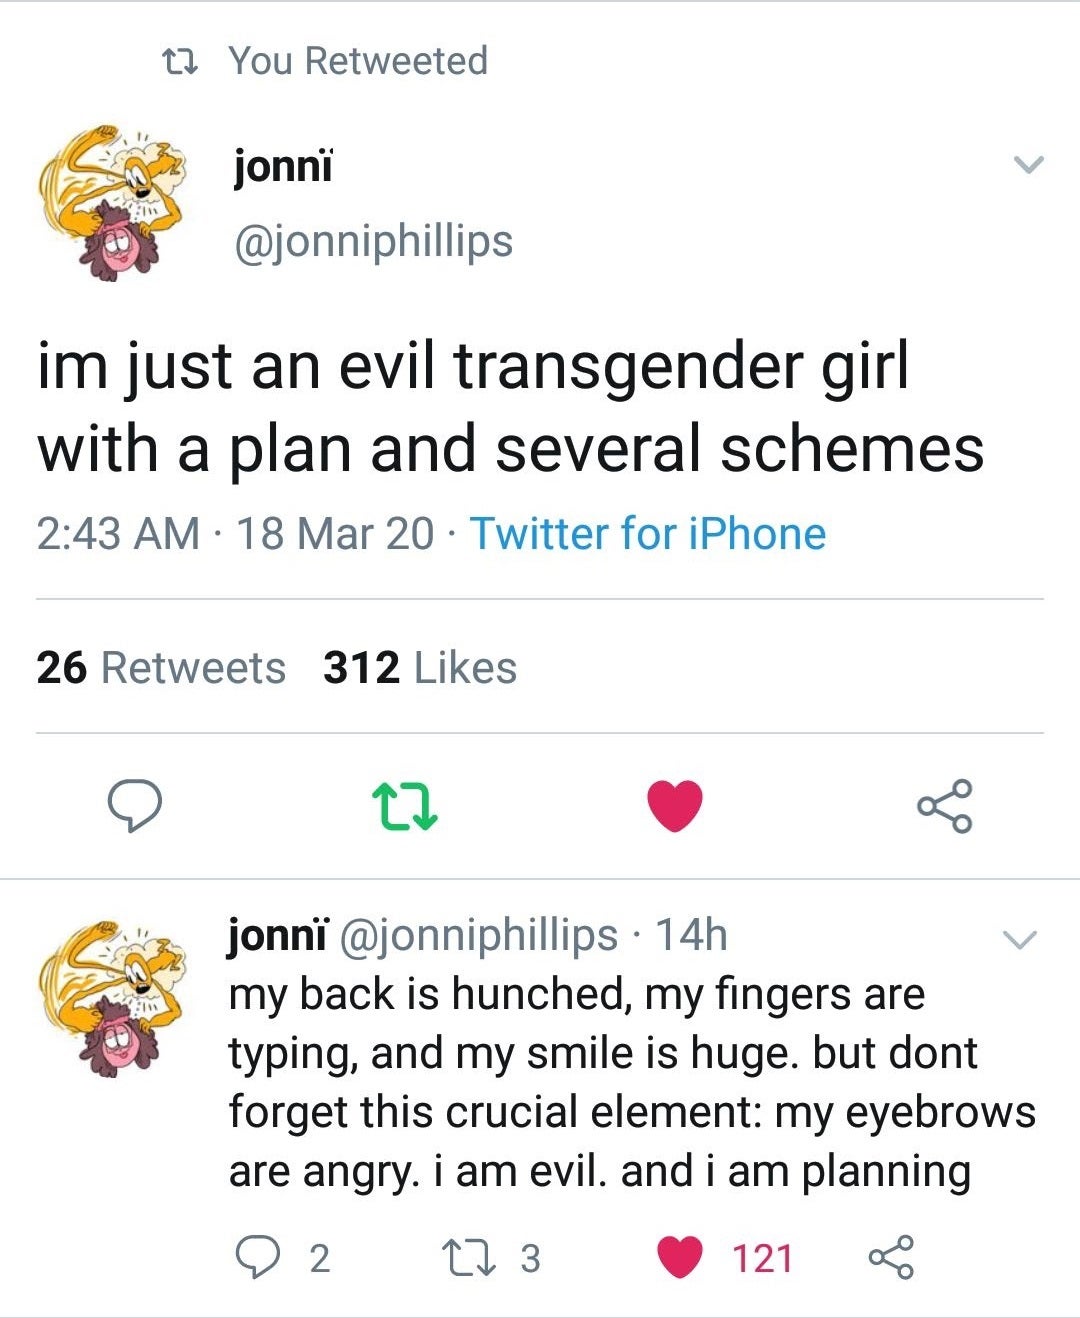 You Retweeted
jonnï
@jonniphillips
im just an evil transgender girl
with a plan and several schemes
2:43 AM · 18 Mar 20 · Twitter for iPhone
26 Retweets 312 Likes
jonnï @jonniphillips · 14h
my back is hunched, my fingers are
typing, and my smile is huge. but dont
forget this crucial element: my eyebrows
are angry. i am evil. and i am planning
2 3 121